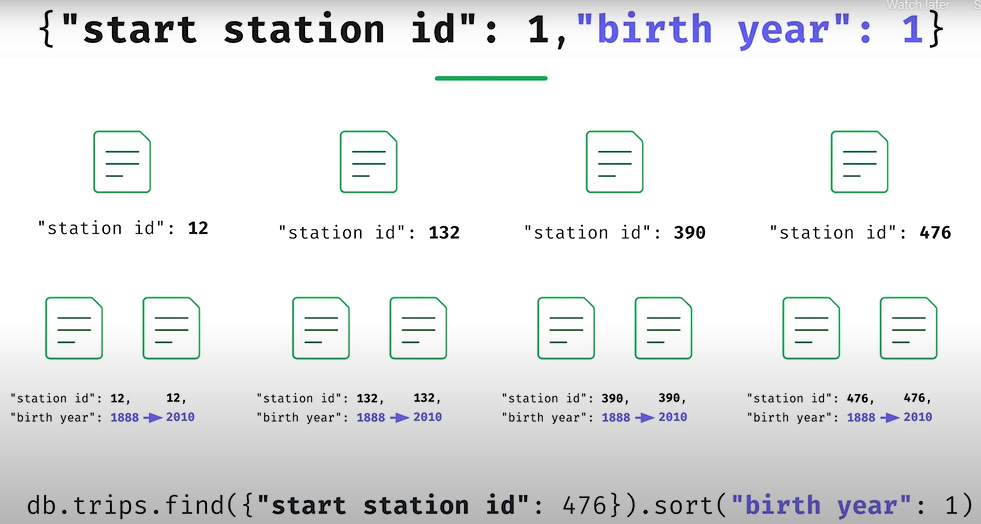 Watch later
{"start station id": 1,"birth year": 1}
"station id": 12
"station id": 132
"station id": 390
"station id": 476
"station id": 12, 12,
"birth year": 1888 2010
"station id": 132, 132,
"birth year": 1888 2010
"station id": 390, 390,
"birth year": 1888 2010
"station id": 476, 476,
"birth year": 1888 2010
db.trips.find({"start station id": 476}).sort("birth year": 1)